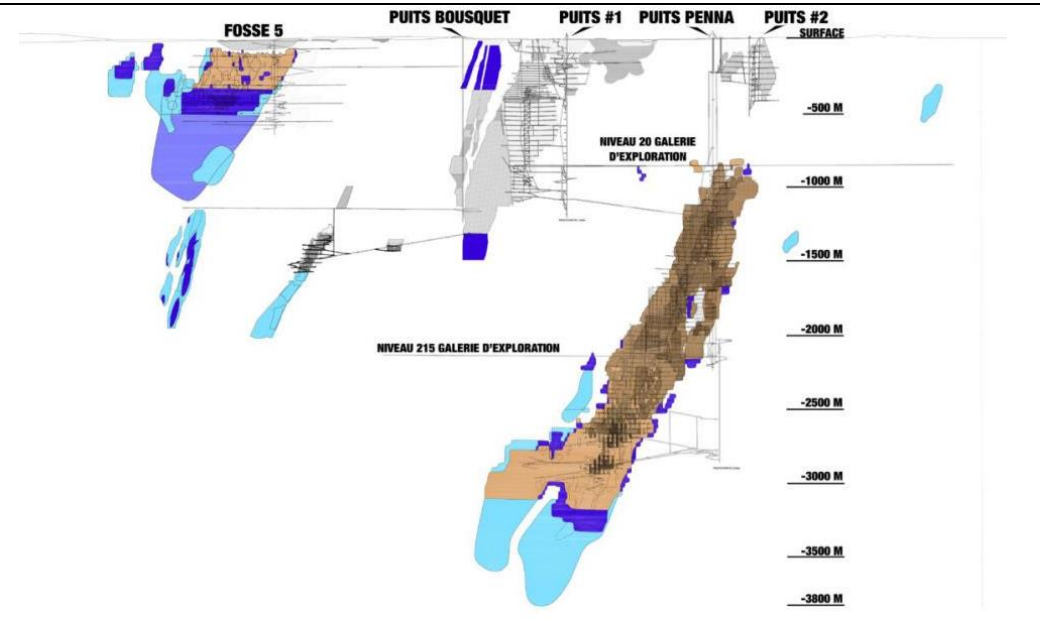 PUITS BOUSQUET
PUITS #1
PUITS PENNA
PUITS #2
FOSSE 5
SURFACE
-500 M
NIVEAU 20 GALERIE
D'EXPLORATION
-1000 M
-1500 M
-2000 M
NIVEAU 215 GALERIE D'EXPLORATION
-2500 M
-3000 M
-3500 M
-3800 M